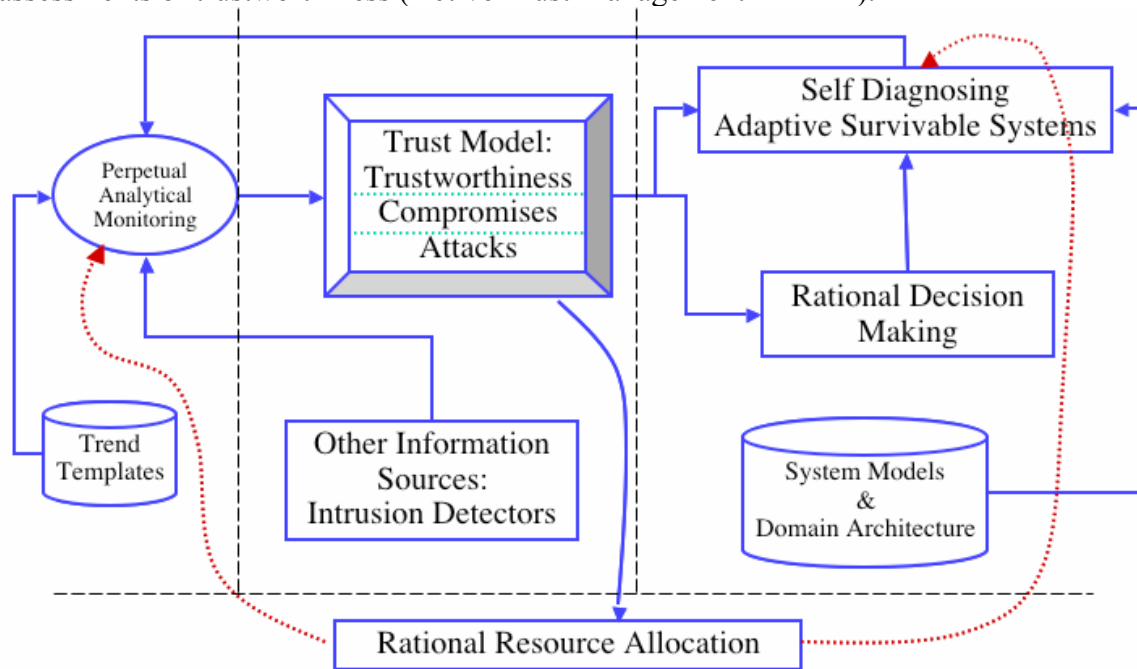 Self Diagnosing
Adaptive Survivable Systems
Trust Model:
Trustworthiness
Compromises
Attacks
Perpetual
Analytical
Monitoring
Rational Decision
Making
Trend
Templates
Other Information
Sources:
Intrusion Detectors
System Models
&
Domain Architecture
Rational Resource Allocation